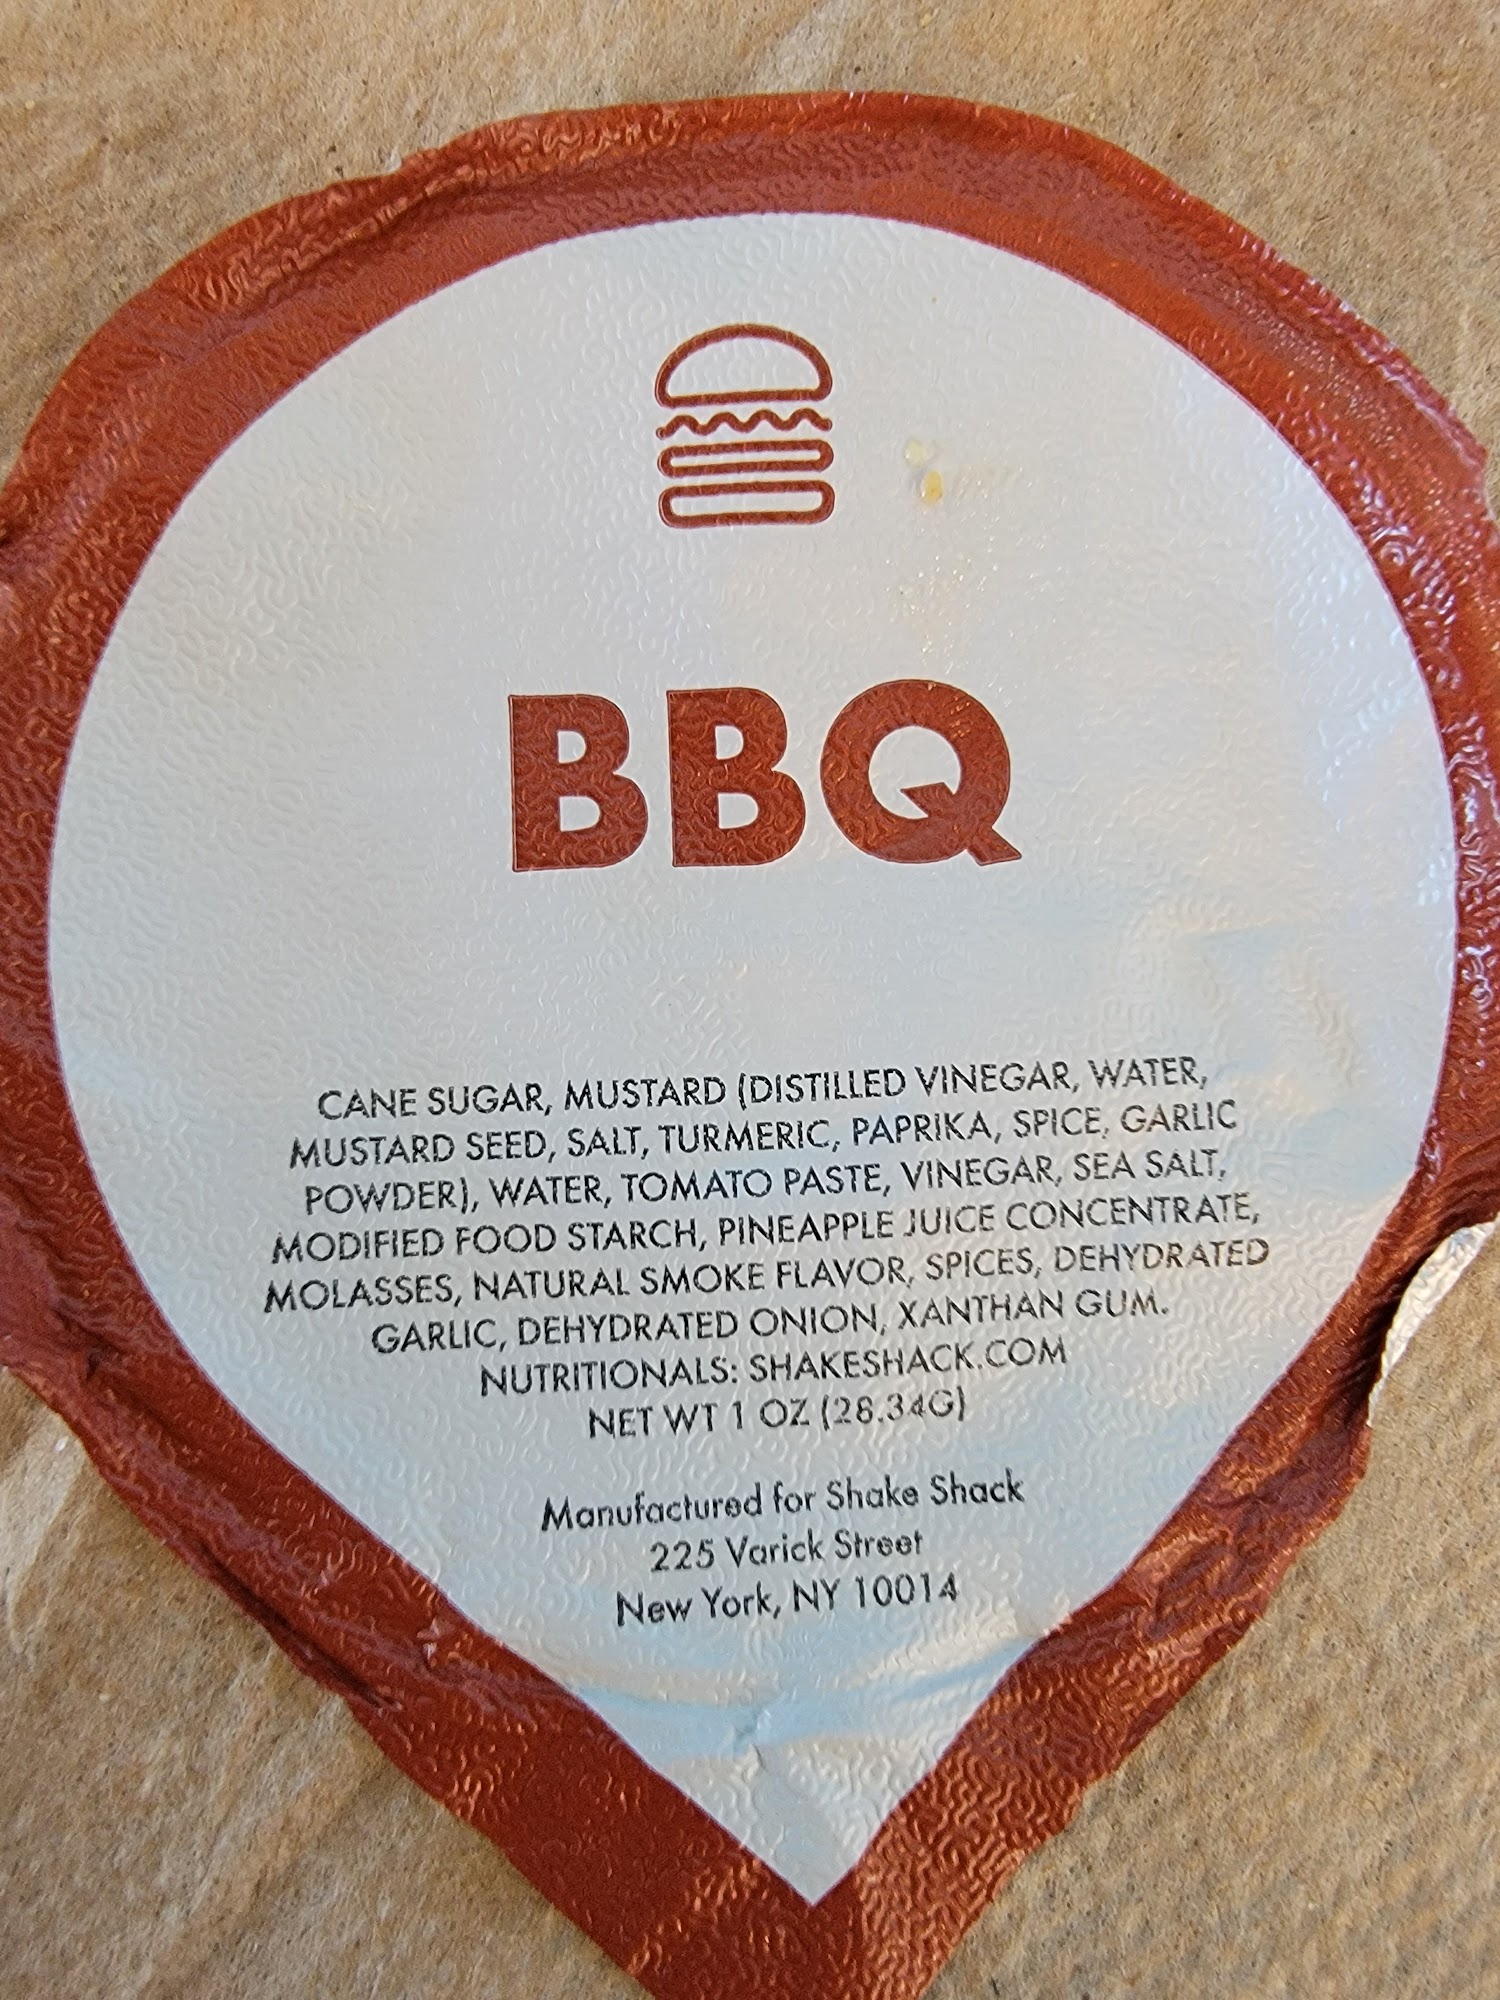 BBQ
CANE SUGAR, MUSTARD (DISTILLED VINEGAR, WATER,
MUSTARD SEED, SALT, TURMERIC, PAPRIKA, SPICE, GARLIC
POWDER), WATER, TOMATO PASTE, VINEGAR, SEA SALT,
MODIFIED FOOD STARCH, PINEAPPLE JUICE CONCENTRATE,
MOLASSES, NATURAL SMOKE FLAVOR, SPICES, DEHYDRATED
GARLIC, DEHYDRATED ONION, XANTHAN GUM.
NUTRITIONALS: SHAKESHACK.COM
NET WT 1 OZ (28.34G)
Manufactured for Shake Shack
225 Varick Street
New York, NY 10014